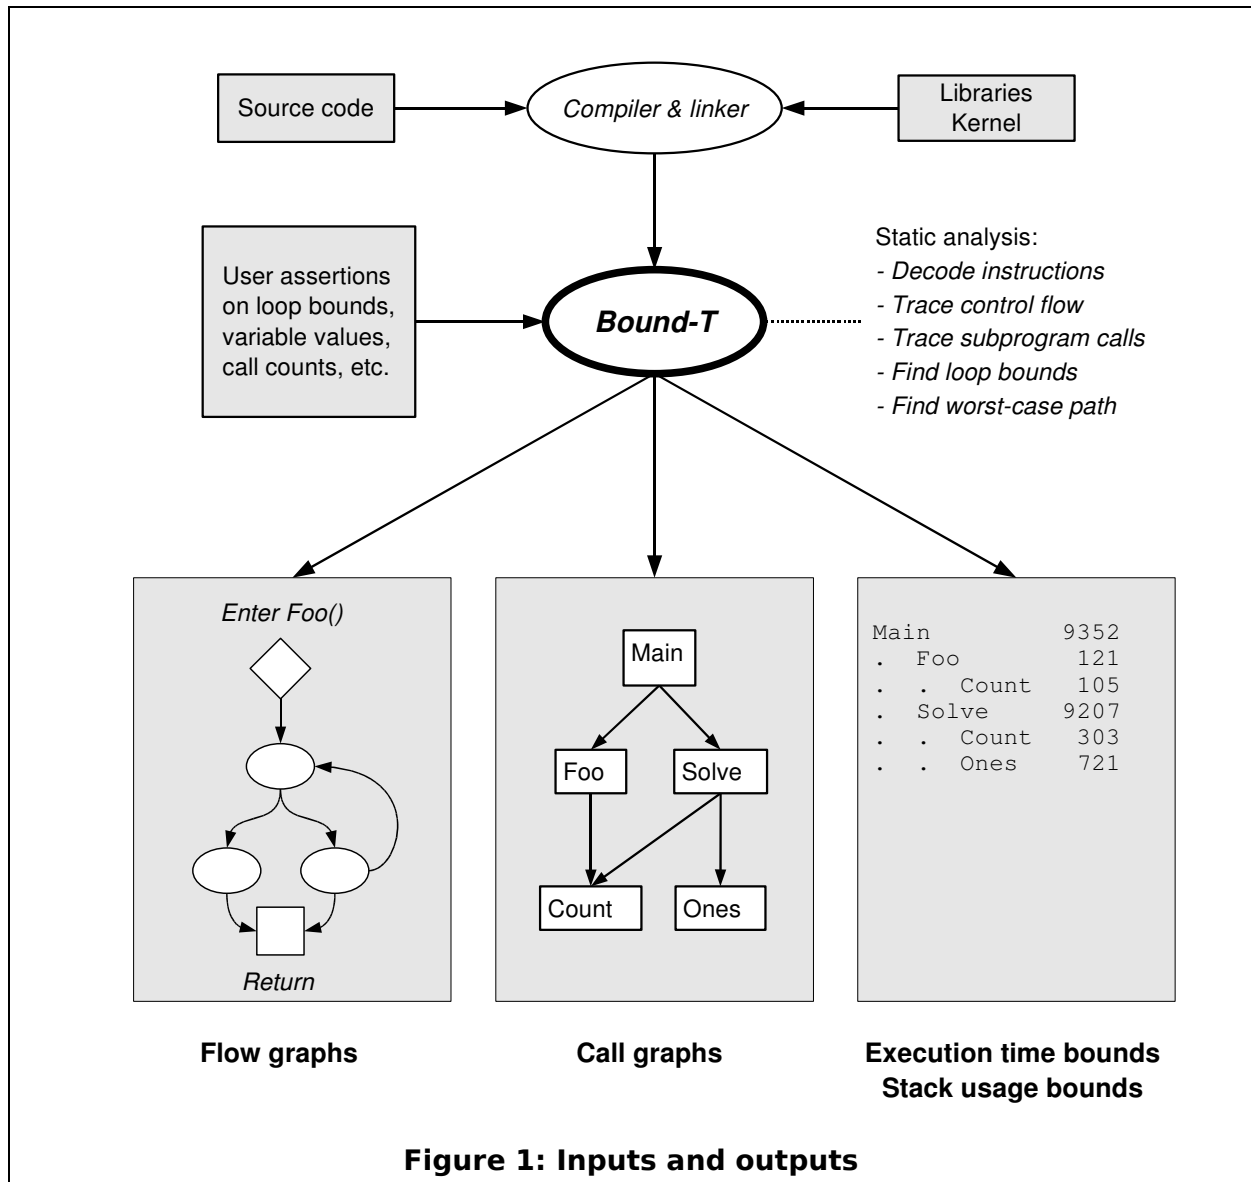 Source code
Compiler & linker
Libraries
Kernel
User assertions
on loop bounds,
variable values,
call counts, etc.
Bound-T
Static analysis:
- Decode instructions
- Trace control flow
- Trace subprogram calls
- Find loop bounds
- Find worst-case path
Enter Foo()
Return
Main
Foo
Solve
Count
Ones
Main 9352
. Foo 121
. . Count 105
. Solve 9207
. . Count 303
. . Ones 721
Flow graphs
Call graphs
Execution time bounds
Stack usage bounds
Figure 1: Inputs and outputs